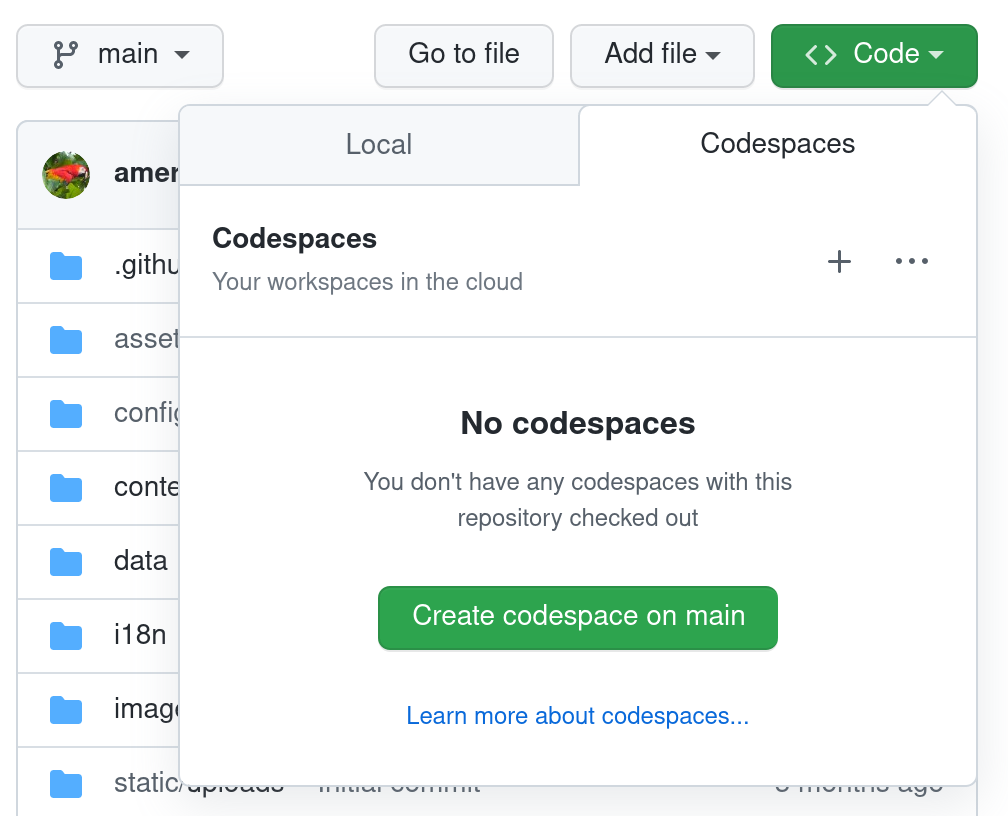 main
Go to file
Add file
Code
Local
Codespaces
Codespaces
Your workspaces in the cloud
No codespaces
You don't have any codespaces with this
repository checked out
Create codespace on main
Learn more about codespaces...
amer
.githu
asset
config
conte
data
i18n
image
static/uploads Initial commit months ago